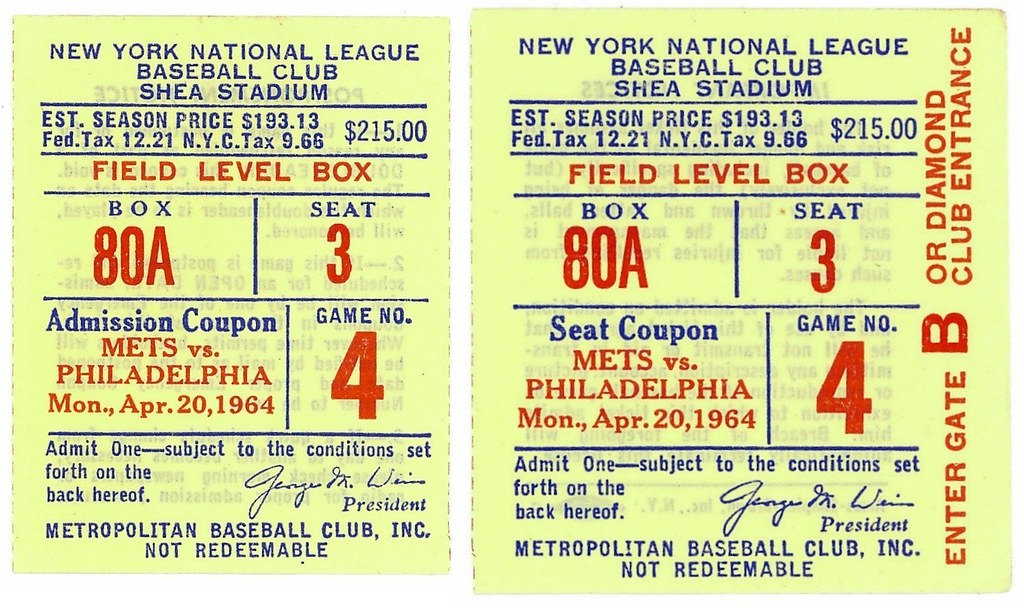 NEW YORK NATIONAL LEAGUE
BASEBALL CLUB
SHEA STADIUM
EST. SEASON PRICE $193.13
Fed.Tax 12.21 N.Y.C.Tax 9.66 $215.00
FIELD LEVEL BOX
BOX SEAT
80A 3
Admission Coupon
METS vs.
PHILADELPHIA
Mon., Apr. 20, 1964
GAME NO.
4
Admit One—subject to the conditions set
forth on the
back hereof.
George M. Weiss
President
METROPOLITAN BASEBALL CLUB, INC.
NOT REDEEMABLE
NEW YORK NATIONAL LEAGUE
BASEBALL CLUB
SHEA STADIUM
EST. SEASON PRICE $193.13
Fed.Tax 12.21 N.Y.C.Tax 9.66 $215.00
FIELD LEVEL BOX
BOX SEAT
80A 3
Seat Coupon
METS vs.
PHILADELPHIA
Mon., Apr. 20, 1964
GAME NO.
4
Admit One—subject to the conditions set
forth on the
back hereof.
George M. Weiss
President
METROPOLITAN BASEBALL CLUB, INC.
NOT REDEEMABLE
ENTER GATE B OR DIAMOND
CLUB ENTRANCE